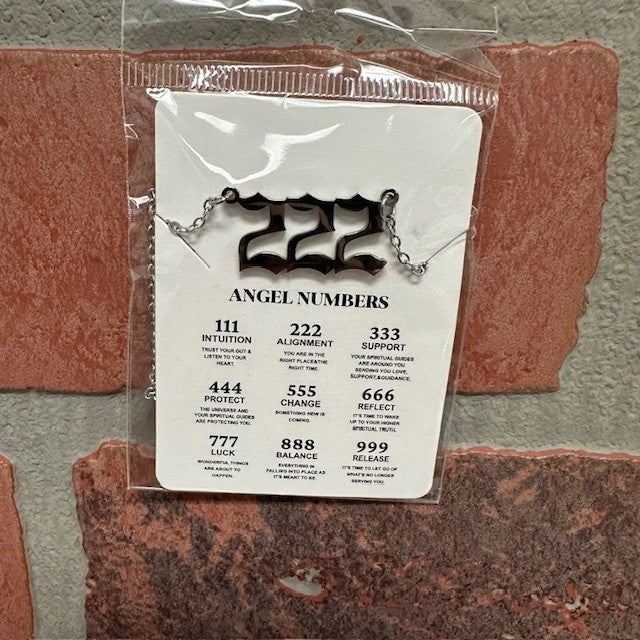 222
ANGEL NUMBERS
111
INTUITION
TRUST YOUR GUT &
LISTEN TO YOUR
HEART.
222
ALIGNMENT
YOU ARE IN THE
RIGHT PLACE&THE
RIGHT TIME.
333
SUPPORT
YOUR SPIRITUAL GUIDES
ARE AROUND YOU
SENDING YOU LOVE,
SUPPORT,&GUIDANCE.
444
PROTECT
THE UNIVERSE AND
YOUR SPIRITUAL GUIDES
ARE PROTECTING YOU.
555
CHANGE
SOMETHING NEW IS
COMING.
666
REFLECT
IT'S TIME TO WAKE
UP TO YOUR HIGHER
SPIRITUAL TRUTH.
777
LUCK
WONDERFUL THINGS
ARE ABOUT TO
HAPPEN.
888
BALANCE
EVERYTHING IN
FALLING INTO PLACE AS
IT'S MEANT TO BE.
999
RELEASE
IT'S TIME TO LET GO OF
WHAT'S NO LONGER
SERVING YOU.